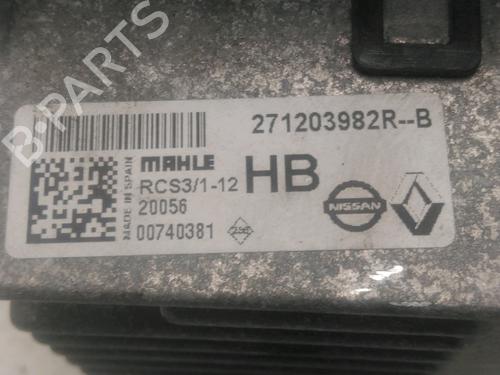 B-PARTS
271203982R--B
MAHLE
HB
RCS3/1-12
20056
00740381
MADE IN SPAIN
NISSAN